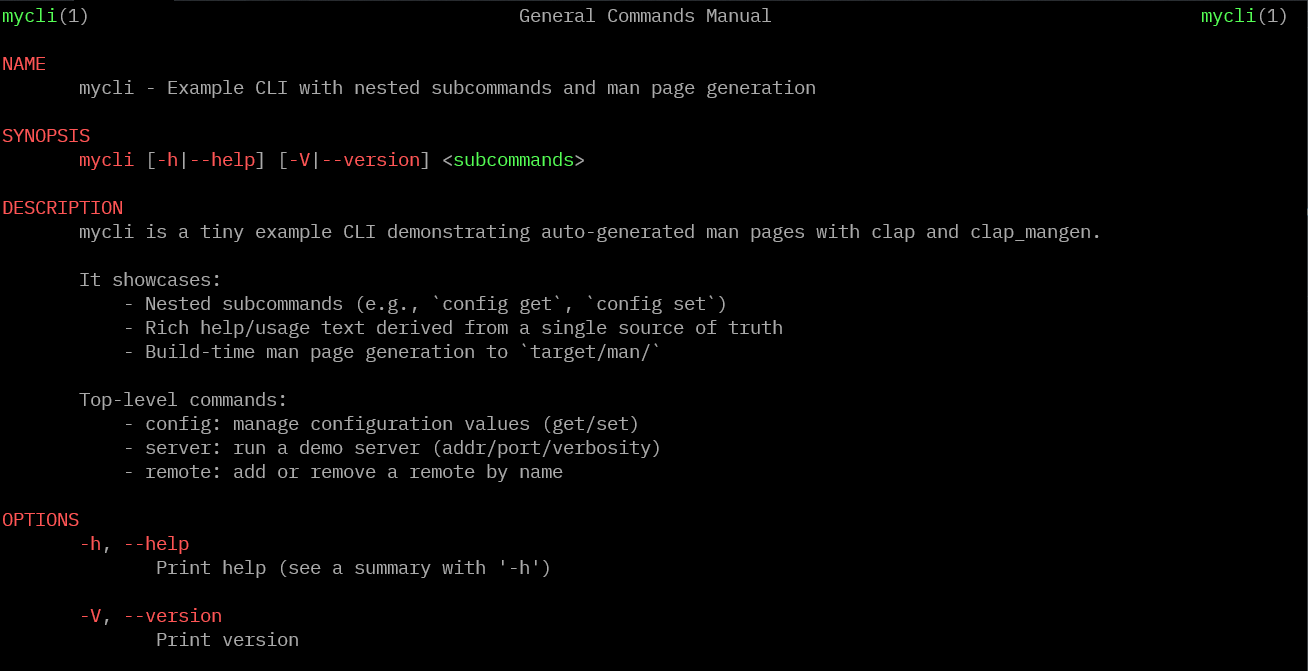 mycli(1) General Commands Manual mycli(1)
NAME
mycli - Example CLI with nested subcommands and man page generation
SYNOPSIS
mycli [-h|--help] [-V|--version] <subcommands>
DESCRIPTION
mycli is a tiny example CLI demonstrating auto-generated man pages with clap and clap_mangen.
It showcases:
- Nested subcommands (e.g., `config get`, `config set`)
- Rich help/usage text derived from a single source of truth
- Build-time man page generation to `target/man/`
Top-level commands:
- config: manage configuration values (get/set)
- server: run a demo server (addr/port/verbosity)
- remote: add or remove a remote by name
OPTIONS
-h, --help
Print help (see a summary with '-h')
-V, --version
Print version